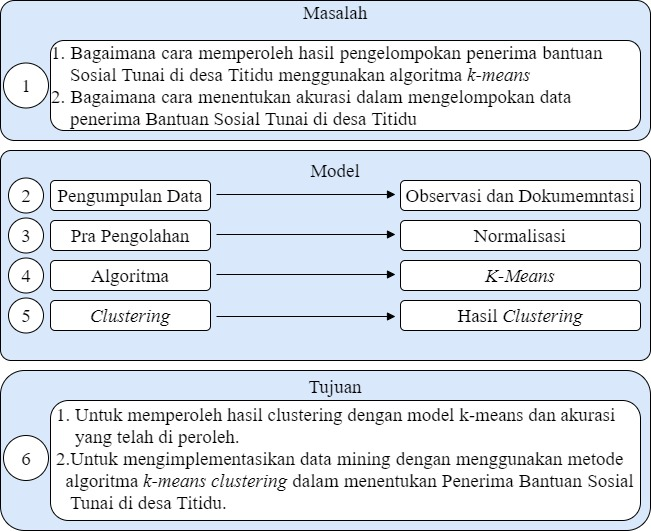 Masalah
1
1. Bagaimana cara memperoleh hasil pengelompokan penerima bantuan
Sosial Tunai di desa Titidu menggunakan algoritma k-means
2. Bagaimana cara menentukan akurasi dalam mengelompokan data
penerima Bantuan Sosial Tunai di desa Titidu
Model
2 Pengumpulan Data Observasi dan Dokumemntasi
3 Pra Pengolahan Normalisasi
4 Algoritma K-Means
5 Clustering Hasil Clustering
Tujuan
6
1. Untuk memperoleh hasil clustering dengan model k-means dan akurasi
yang telah di peroleh.
2.Untuk mengimplementasikan data mining dengan menggunakan metode
algoritma k-means clustering dalam menentukan Penerima Bantuan Sosial
Tunai di desa Titidu.